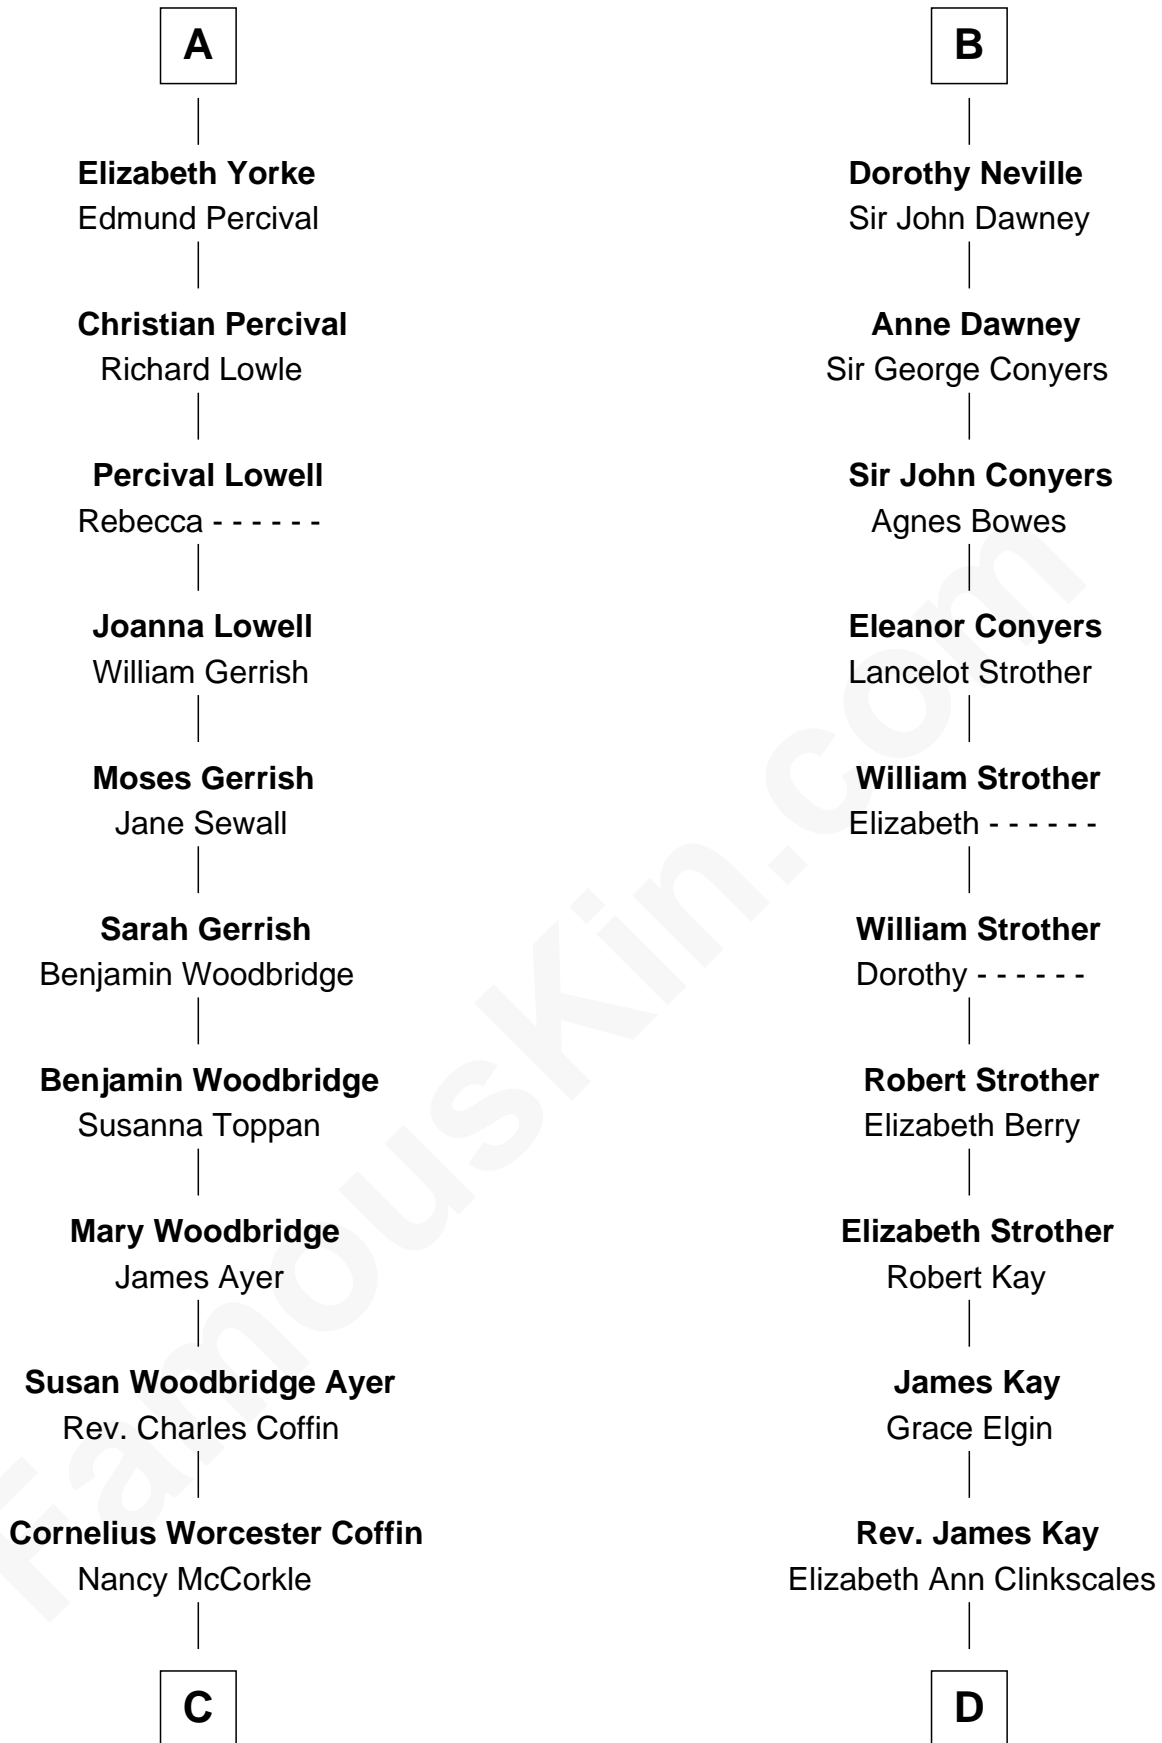 A
Elizabeth Yorke
Edmund Percival
Christian Percival
Richard Lowle
Percival Lowell
Rebecca - - - - - -
Joanna Lowell
William Gerrish
Moses Gerrish
Jane Sewall
Sarah Gerrish
Benjamin Woodbridge
Benjamin Woodbridge
Susanna Toppan
Mary Woodbridge
James Ayer
Susan Woodbridge Ayer
Rev. Charles Coffin
Cornelius Worcester Coffin
Nancy McCorkle
C
B
Dorothy Neville
Sir John Dawney
Anne Dawney
Sir George Conyers
Sir John Conyers
Agnes Bowes
Eleanor Conyers
Lancelot Strother
William Strother
Elizabeth - - - - - -
William Strother
Dorothy - - - - - -
Robert Strother
Elizabeth Berry
Elizabeth Strother
Robert Kay
James Kay
Grace Elgin
Rev. James Kay
Elizabeth Ann Clinkscales
D
FamousKin.com